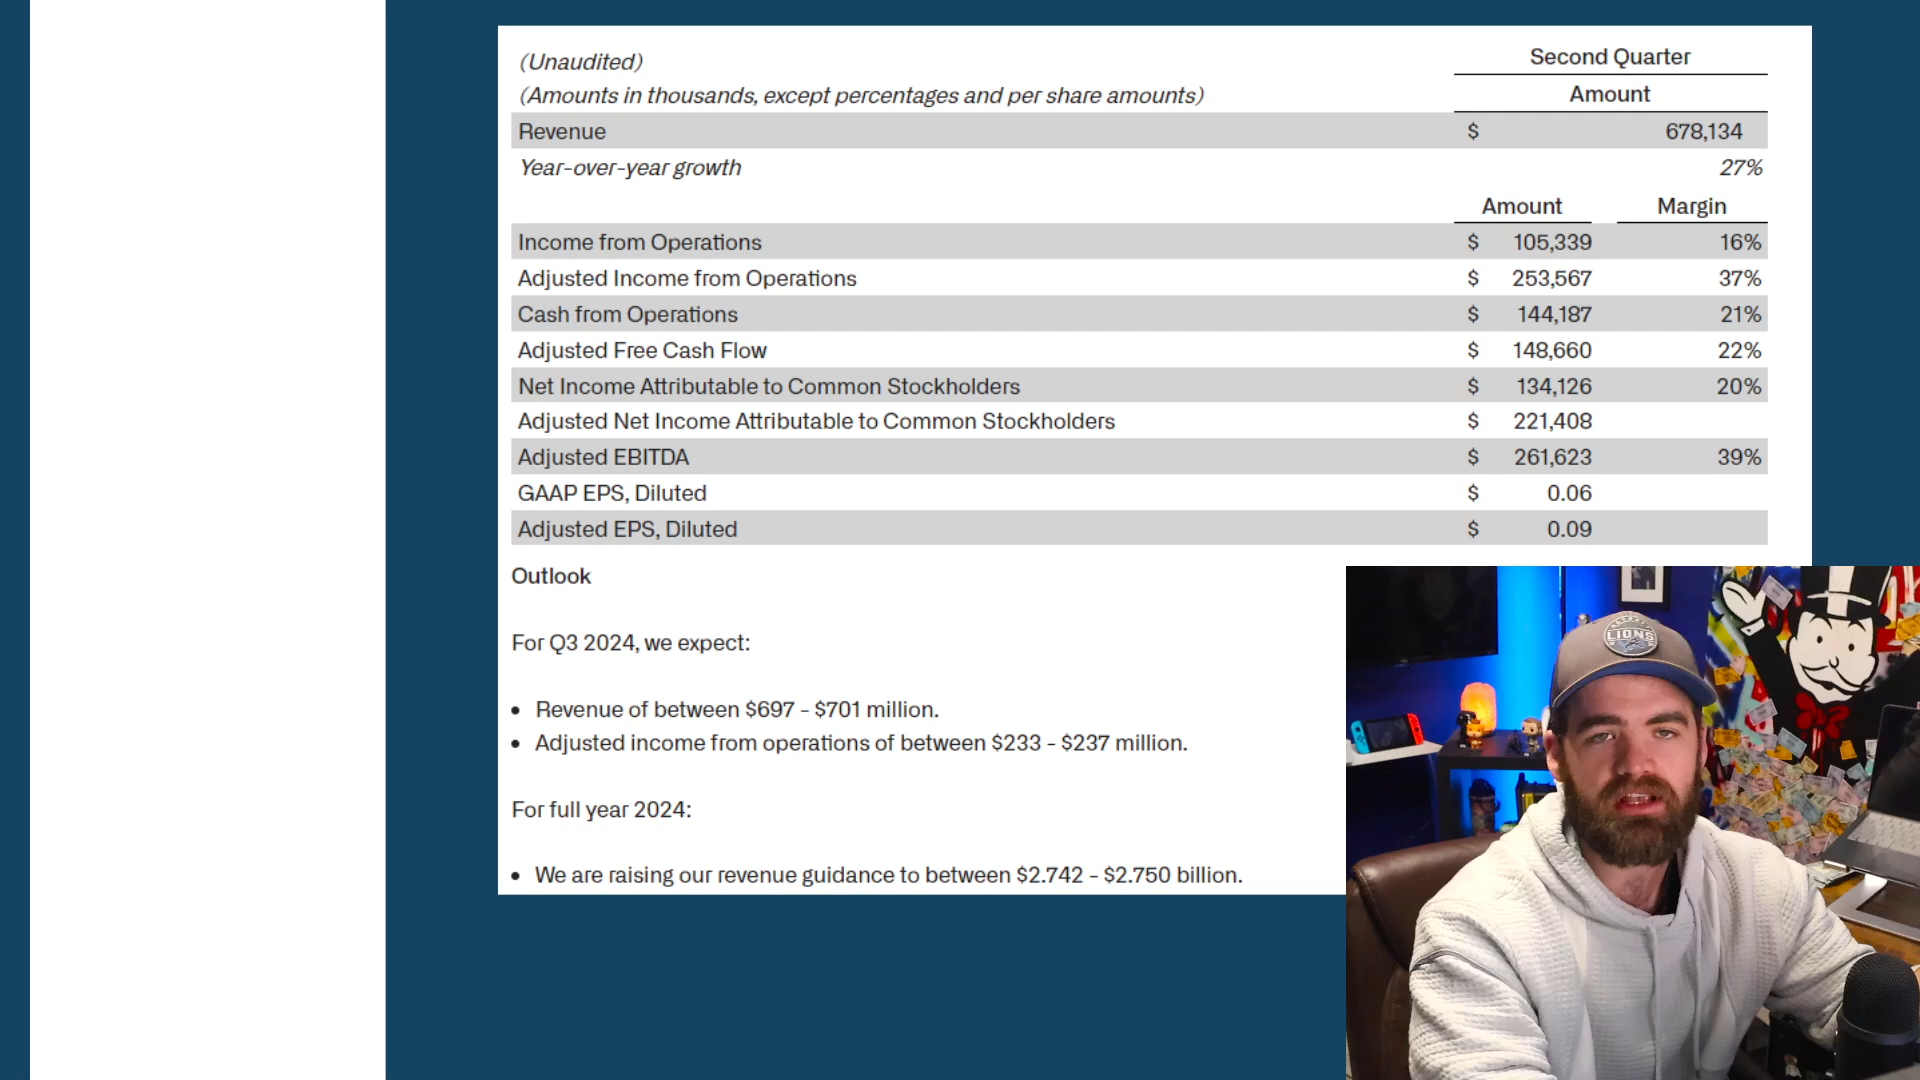 (Unaudited)
Second Quarter
(Amounts in thousands, except percentages and per share amounts)
Amount
Revenue $ 678,134
Year-over-year growth 27%
Amount Margin
Income from Operations $ 105,339 16%
Adjusted Income from Operations $ 253,567 37%
Cash from Operations $ 144,187 21%
Adjusted Free Cash Flow $ 148,660 22%
Net Income Attributable to Common Stockholders $ 134,126 20%
Adjusted Net Income Attributable to Common Stockholders $ 221,408
Adjusted EBITDA $ 261,623 39%
GAAP EPS, Diluted $ 0.06
Adjusted EPS, Diluted $ 0.09
Outlook
For Q3 2024, we expect:
• Revenue of between $697 - $701 million.
• Adjusted income from operations of between $233 - $237 million.
For full year 2024:
• We are raising our revenue guidance to between $2.742 - $2.750 billion.
LIONS